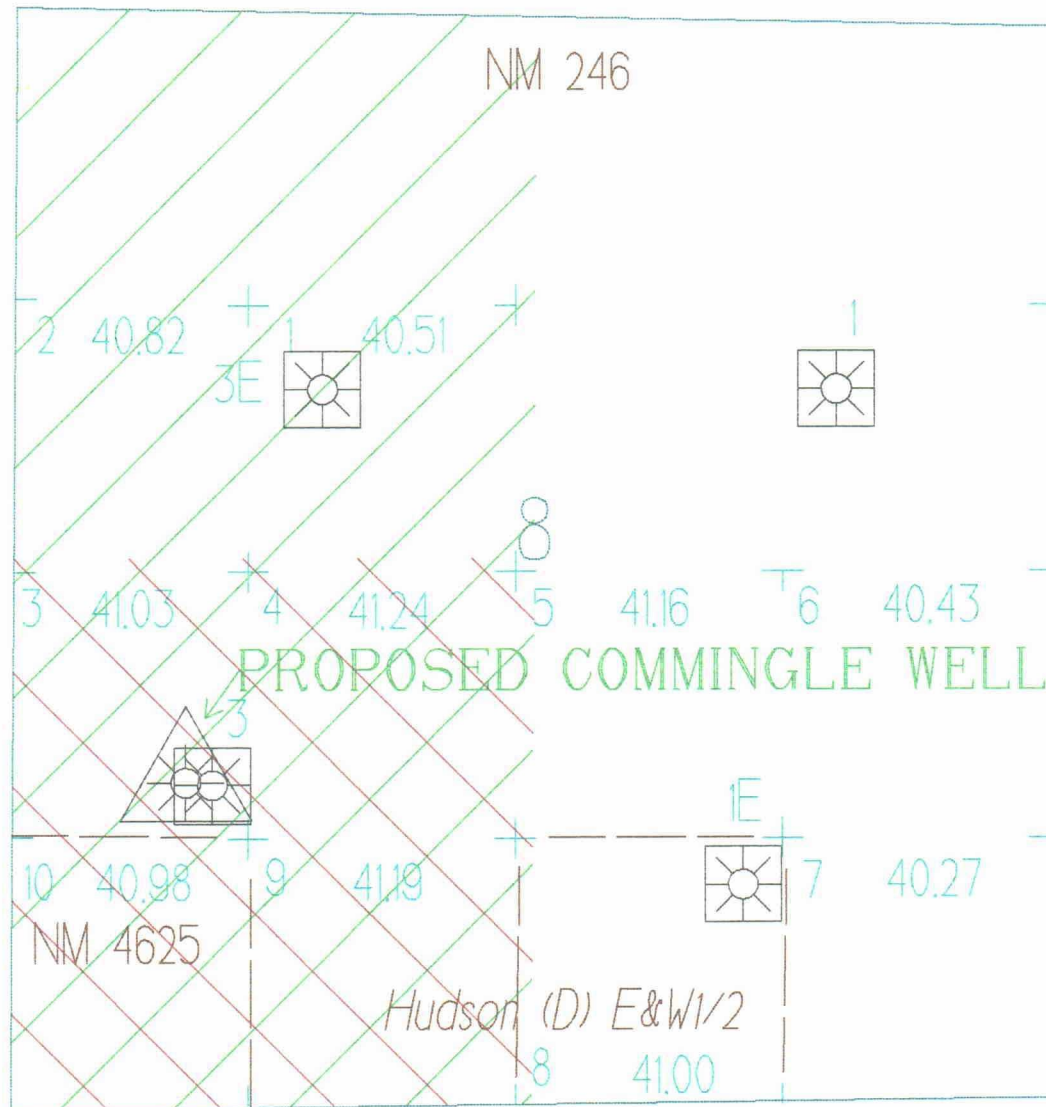 NM 246
2 40.82 1 40.51 1
3E
8
3 41.03 4 41.24 5 41.16 6 40.43
PROPOSED COMMINGLE WELL
3
1E
10 40.98 9 41.19 7 40.27
NM 4625
Hudson (D) E&W1/2
8 41.00